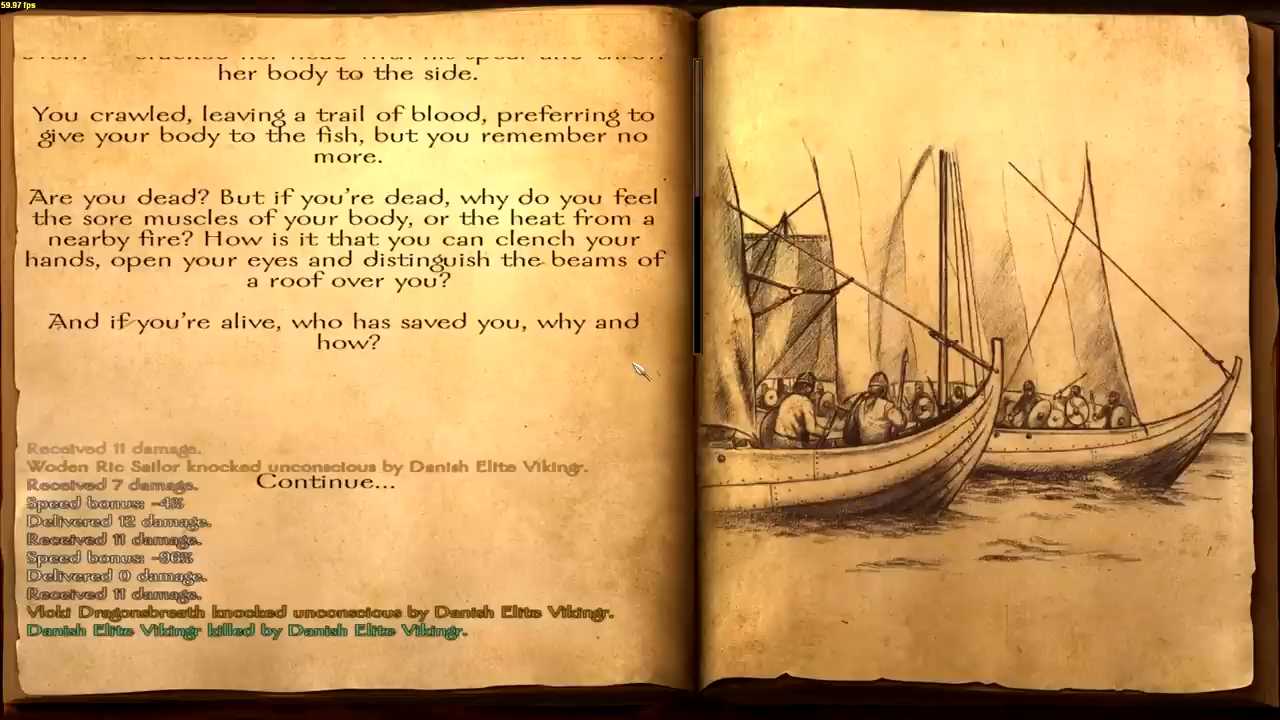 59.97 fps
her body to the side.
You crawled, leaving a trail of blood, preferring to
give your body to the fish, but you remember no
more.
Are you dead? But if you're dead, why do you feel
the sore muscles of your body, or the heat from a
nearby fire? How is it that you can clench your
hands, open your eyes and distinguish the beams of
a roof over you?
And if you're alive, who has saved you, why and
how?
Received 11 damage.
Woden Ric Sailor knocked unconscious by Danish Elite Vikingr.
Received 7 damage.
Continue...
Speed bonus: -4%
Delivered 12 damage.
Received 11 damage.
Speed bonus: -96%
Delivered 0 damage.
Received 11 damage.
Vloki Dragonsbreath knocked unconscious by Danish Elite Vikingr.
Danish Elite Vikingr killed by Danish Elite Vikingr.